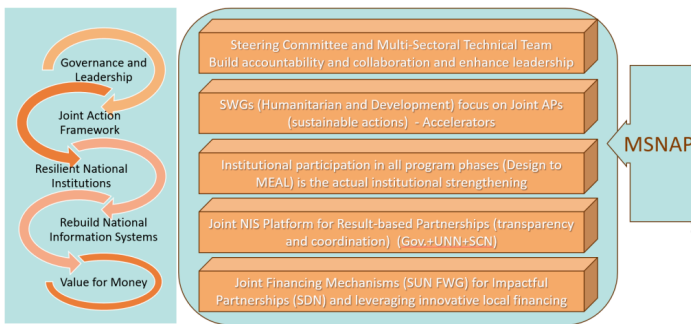 Governance and
Leadership
Joint Action
Framework
Resilient National
Institutions
Rebuild National
Information Systems
Value for Money
Steering Committee and Multi-Sectoral Technical Team
Build accountability and collaboration and enhance leadership
SWGs (Humanitarian and Development) focus on Joint APs
(sustainable actions)  - Accelerators
Institutional participation in all program phases (Design to
MEAL) is the actual institutional strengthening
Joint NIS Platform for Result-based Partnerships (transparency
and coordination)  (Gov.+UNN+SCN)
Joint Financing Mechanisms (SUN FWG) for Impactful
Partnerships (SDN) and leveraging innovative local financing
MSNAP